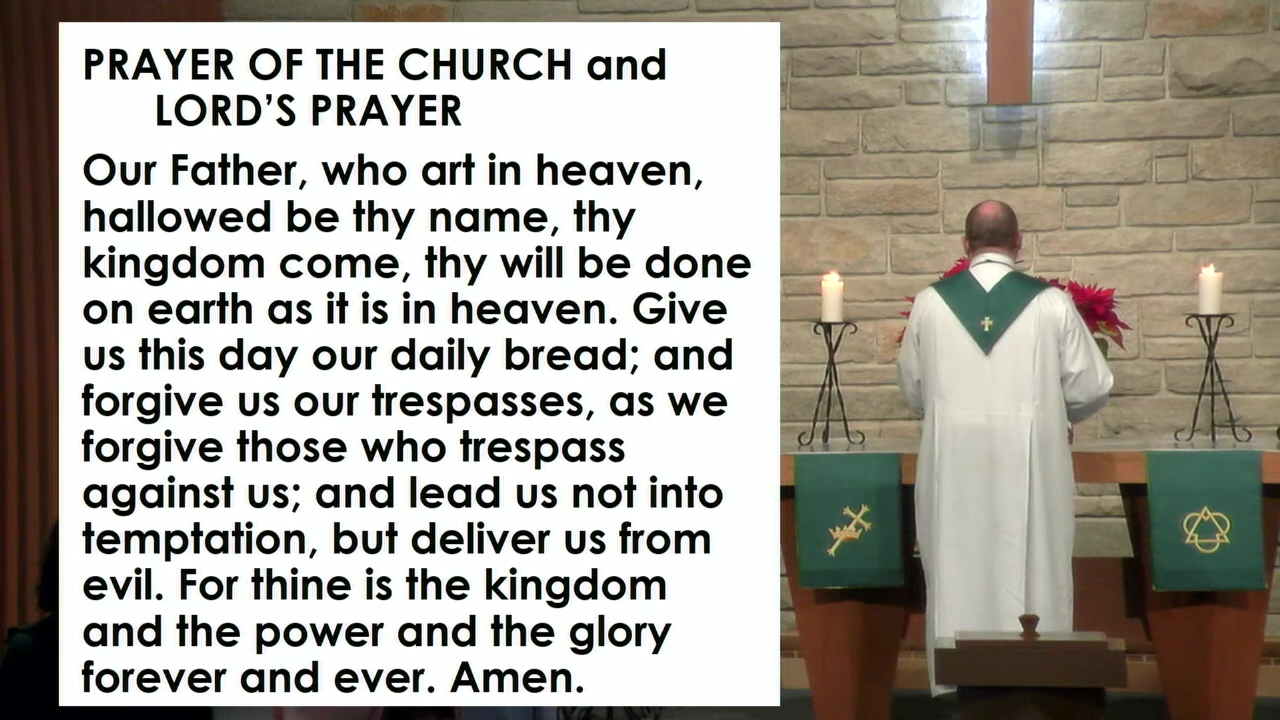 PRAYER OF THE CHURCH and
LORD'S PRAYER
Our Father, who art in heaven,
hallowed be thy name, thy
kingdom come, thy will be done
on earth as it is in heaven. Give
us this day our daily bread; and
forgive us our trespasses, as we
forgive those who trespass
against us; and lead us not into
temptation, but deliver us from
evil. For thine is the kingdom
and the power and the glory
forever and ever. Amen.